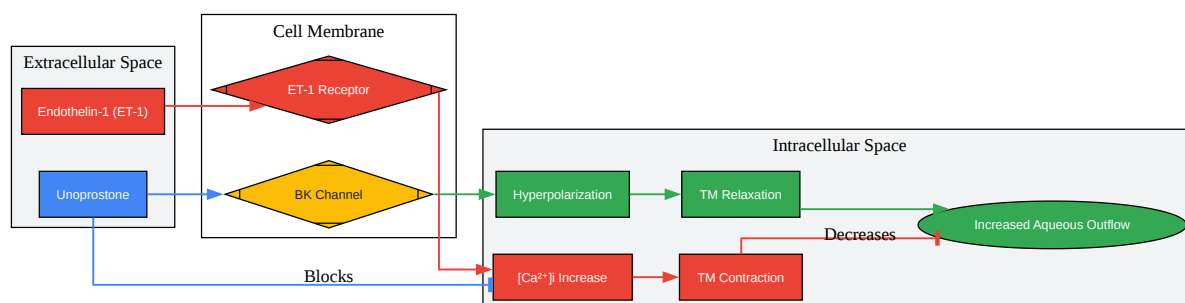 Cell Membrane
Extracellular Space
ET-1 Receptor
Endothelin-1 (ET-1)
Intracellular Space
Unoprostone
BK Channel
Hyperpolarization
TM Relaxation
Increased Aqueous Outflow
Decreases
Blocks
[Ca²⁺]i Increase
TM Contraction